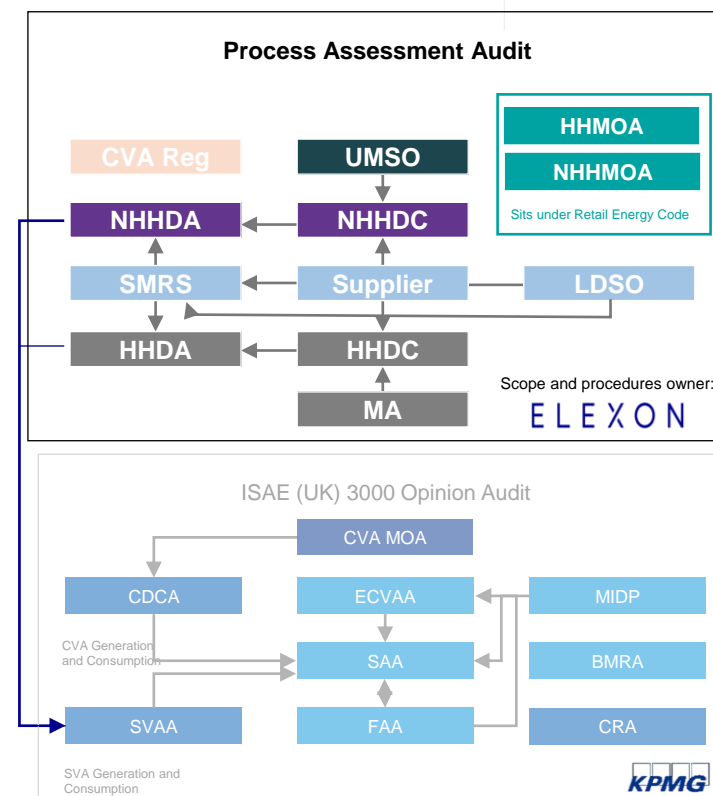 Process Assessment Audit
HHMOA
CVA Reg
UMSO
NHHMOA
Sits under Retail Energy Code
NHHDA
NHHDC
SMRS
Supplier
LDSO
HHDA
HHDC
MA
Scope and procedures owner:
ELEXON
ISAE (UK) 3000 Opinion Audit
CVA MOA
CDCA
ECVAA
MIDP
CVA Generation
and Consumption
SAA
BMRA
SVAA
FAA
CRA
SVA Generation and
Consumption
KPMG